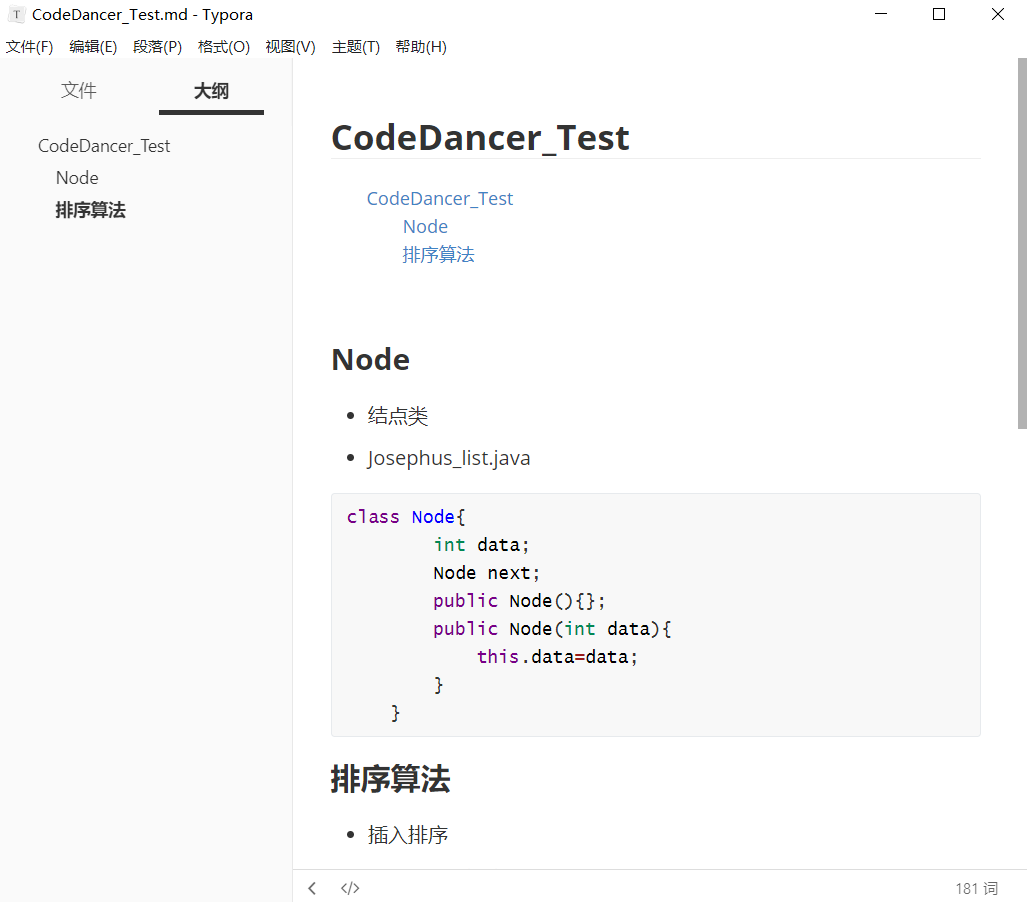 T CodeDancer_Test.md - Typora
文件(F) 编辑(E) 段落(P) 格式(O) 视图(V) 主题(T) 帮助(H)
文件 大纲
CodeDancer_Test
Node
排序算法
CodeDancer_Test
CodeDancer_Test
Node
排序算法
Node
结点类
Josephus_list.java
class Node{
        int data;
        Node next;
        public Node(){};
        public Node(int data){
            this.data=data;
        }
    }
排序算法
插入排序
</> 181 词